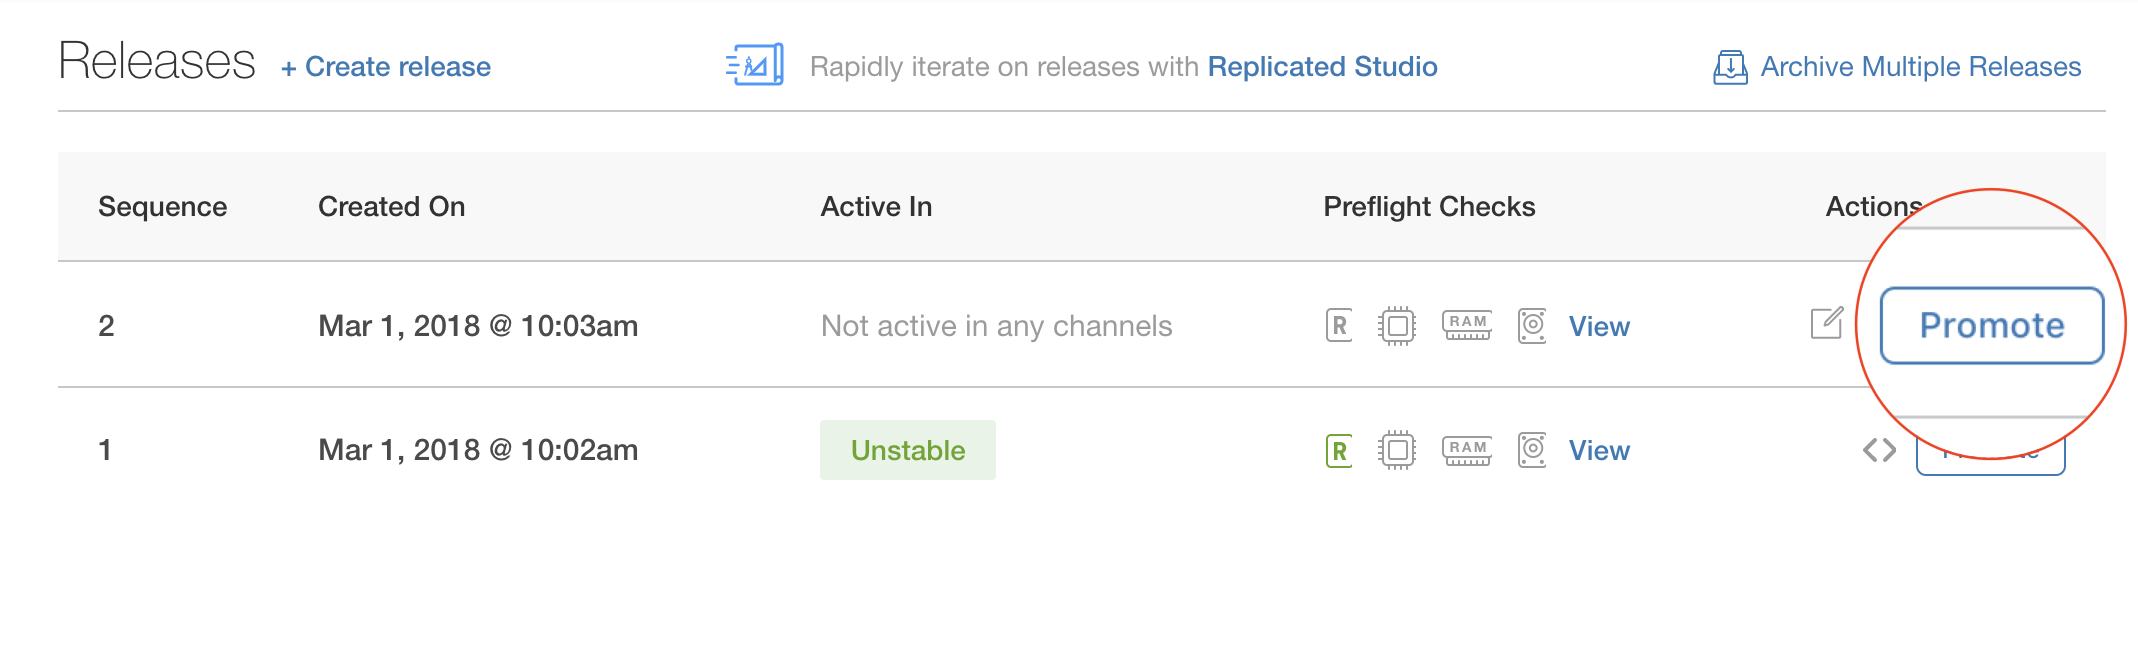 Releases + Create release Rapidly iterate on releases with Replicated Studio Archive Multiple Releases
Sequence Created On Active In Preflight Checks Actions
2 Mar 1, 2018 @ 10:03am Not active in any channels R RAM View Promote
1 Mar 1, 2018 @ 10:02am Unstable R RAM View